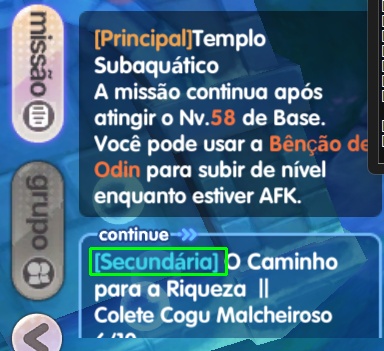 missão
[Principal]Templo
Subaquático
A missão continua após
atingir o Nv.58 de Base.
Você pode usar a Bênção de
Odin para subir de nível
enquanto estiver AFK.
grupo
continue
[Secundária] O Caminho
para a Riqueza ||
Colete Cogu Malcheiroso